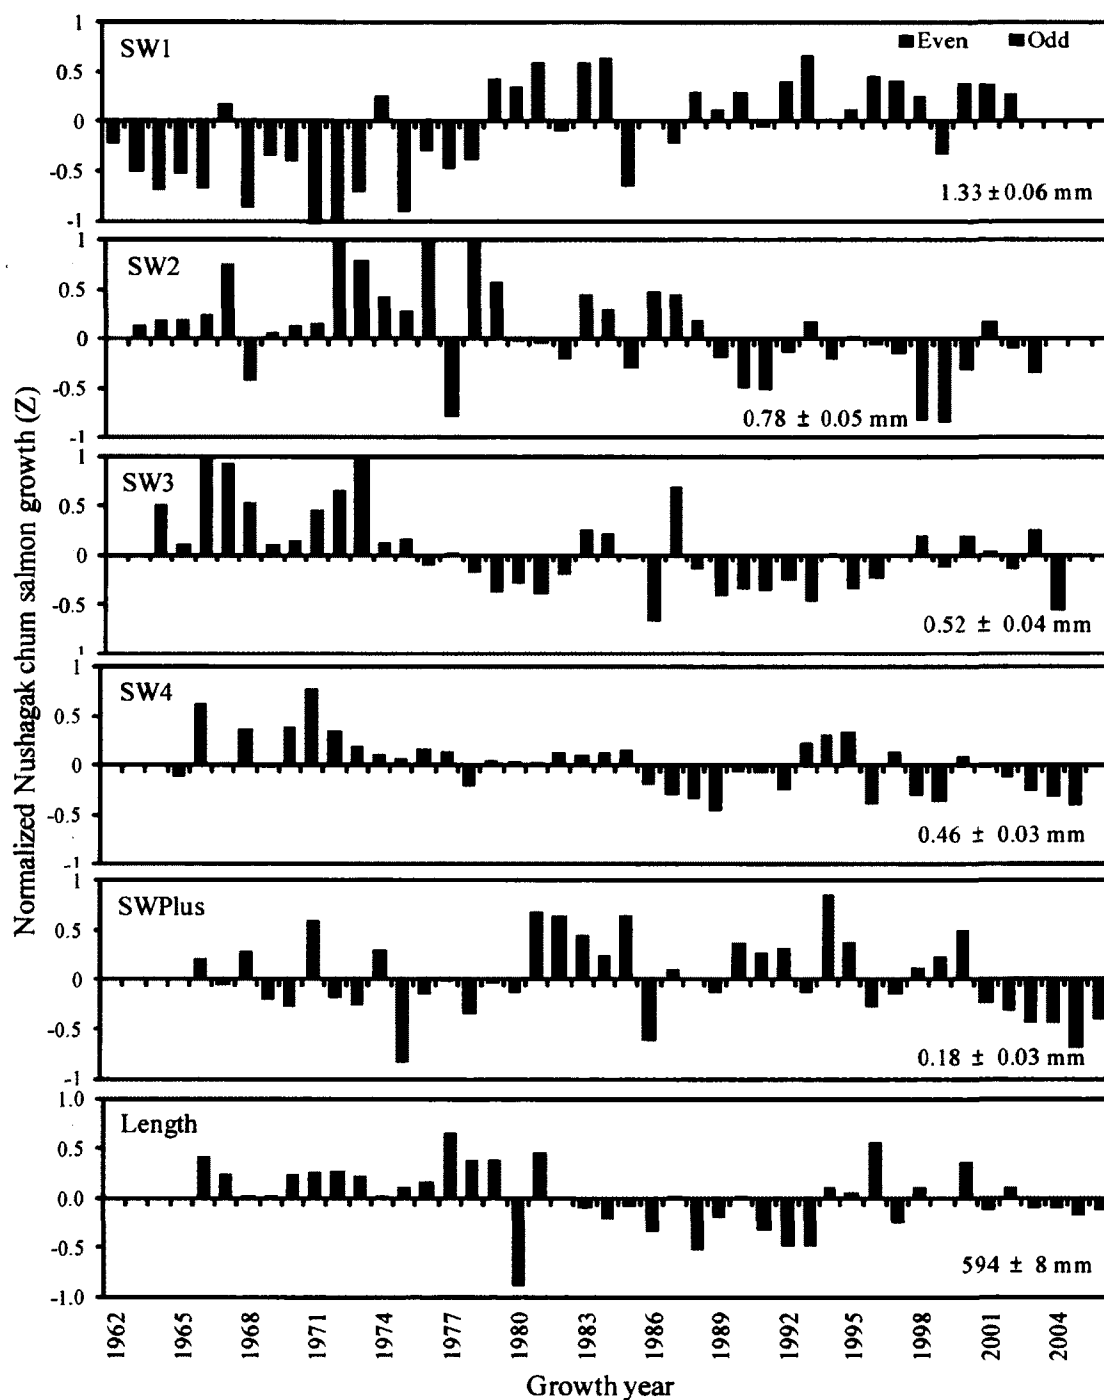 Normalized Nushagak chum salmon growth (Z)
1
SW1
Even
Odd
0.5
0
-0.5
1.33 ± 0.06 mm
-1
1
SW2
0.5
0
-0.5
0.78 ± 0.05 mm
-1
1
SW3
0.5
0
-0.5
0.52 ± 0.04 mm
1
1
SW4
0.5
0
-0.5
0.46 ± 0.03 mm
-1
1
SWPlus
0.5
0
-0.5
0.18 ± 0.03 mm
-1
1.0
Length
0.5
0.0
-0.5
594 ± 8 mm
-1.0
1962 1965 1968 1971 1974 1977 1980 1983 1986 1989 1992 1995 1998 2001 2004
Growth year